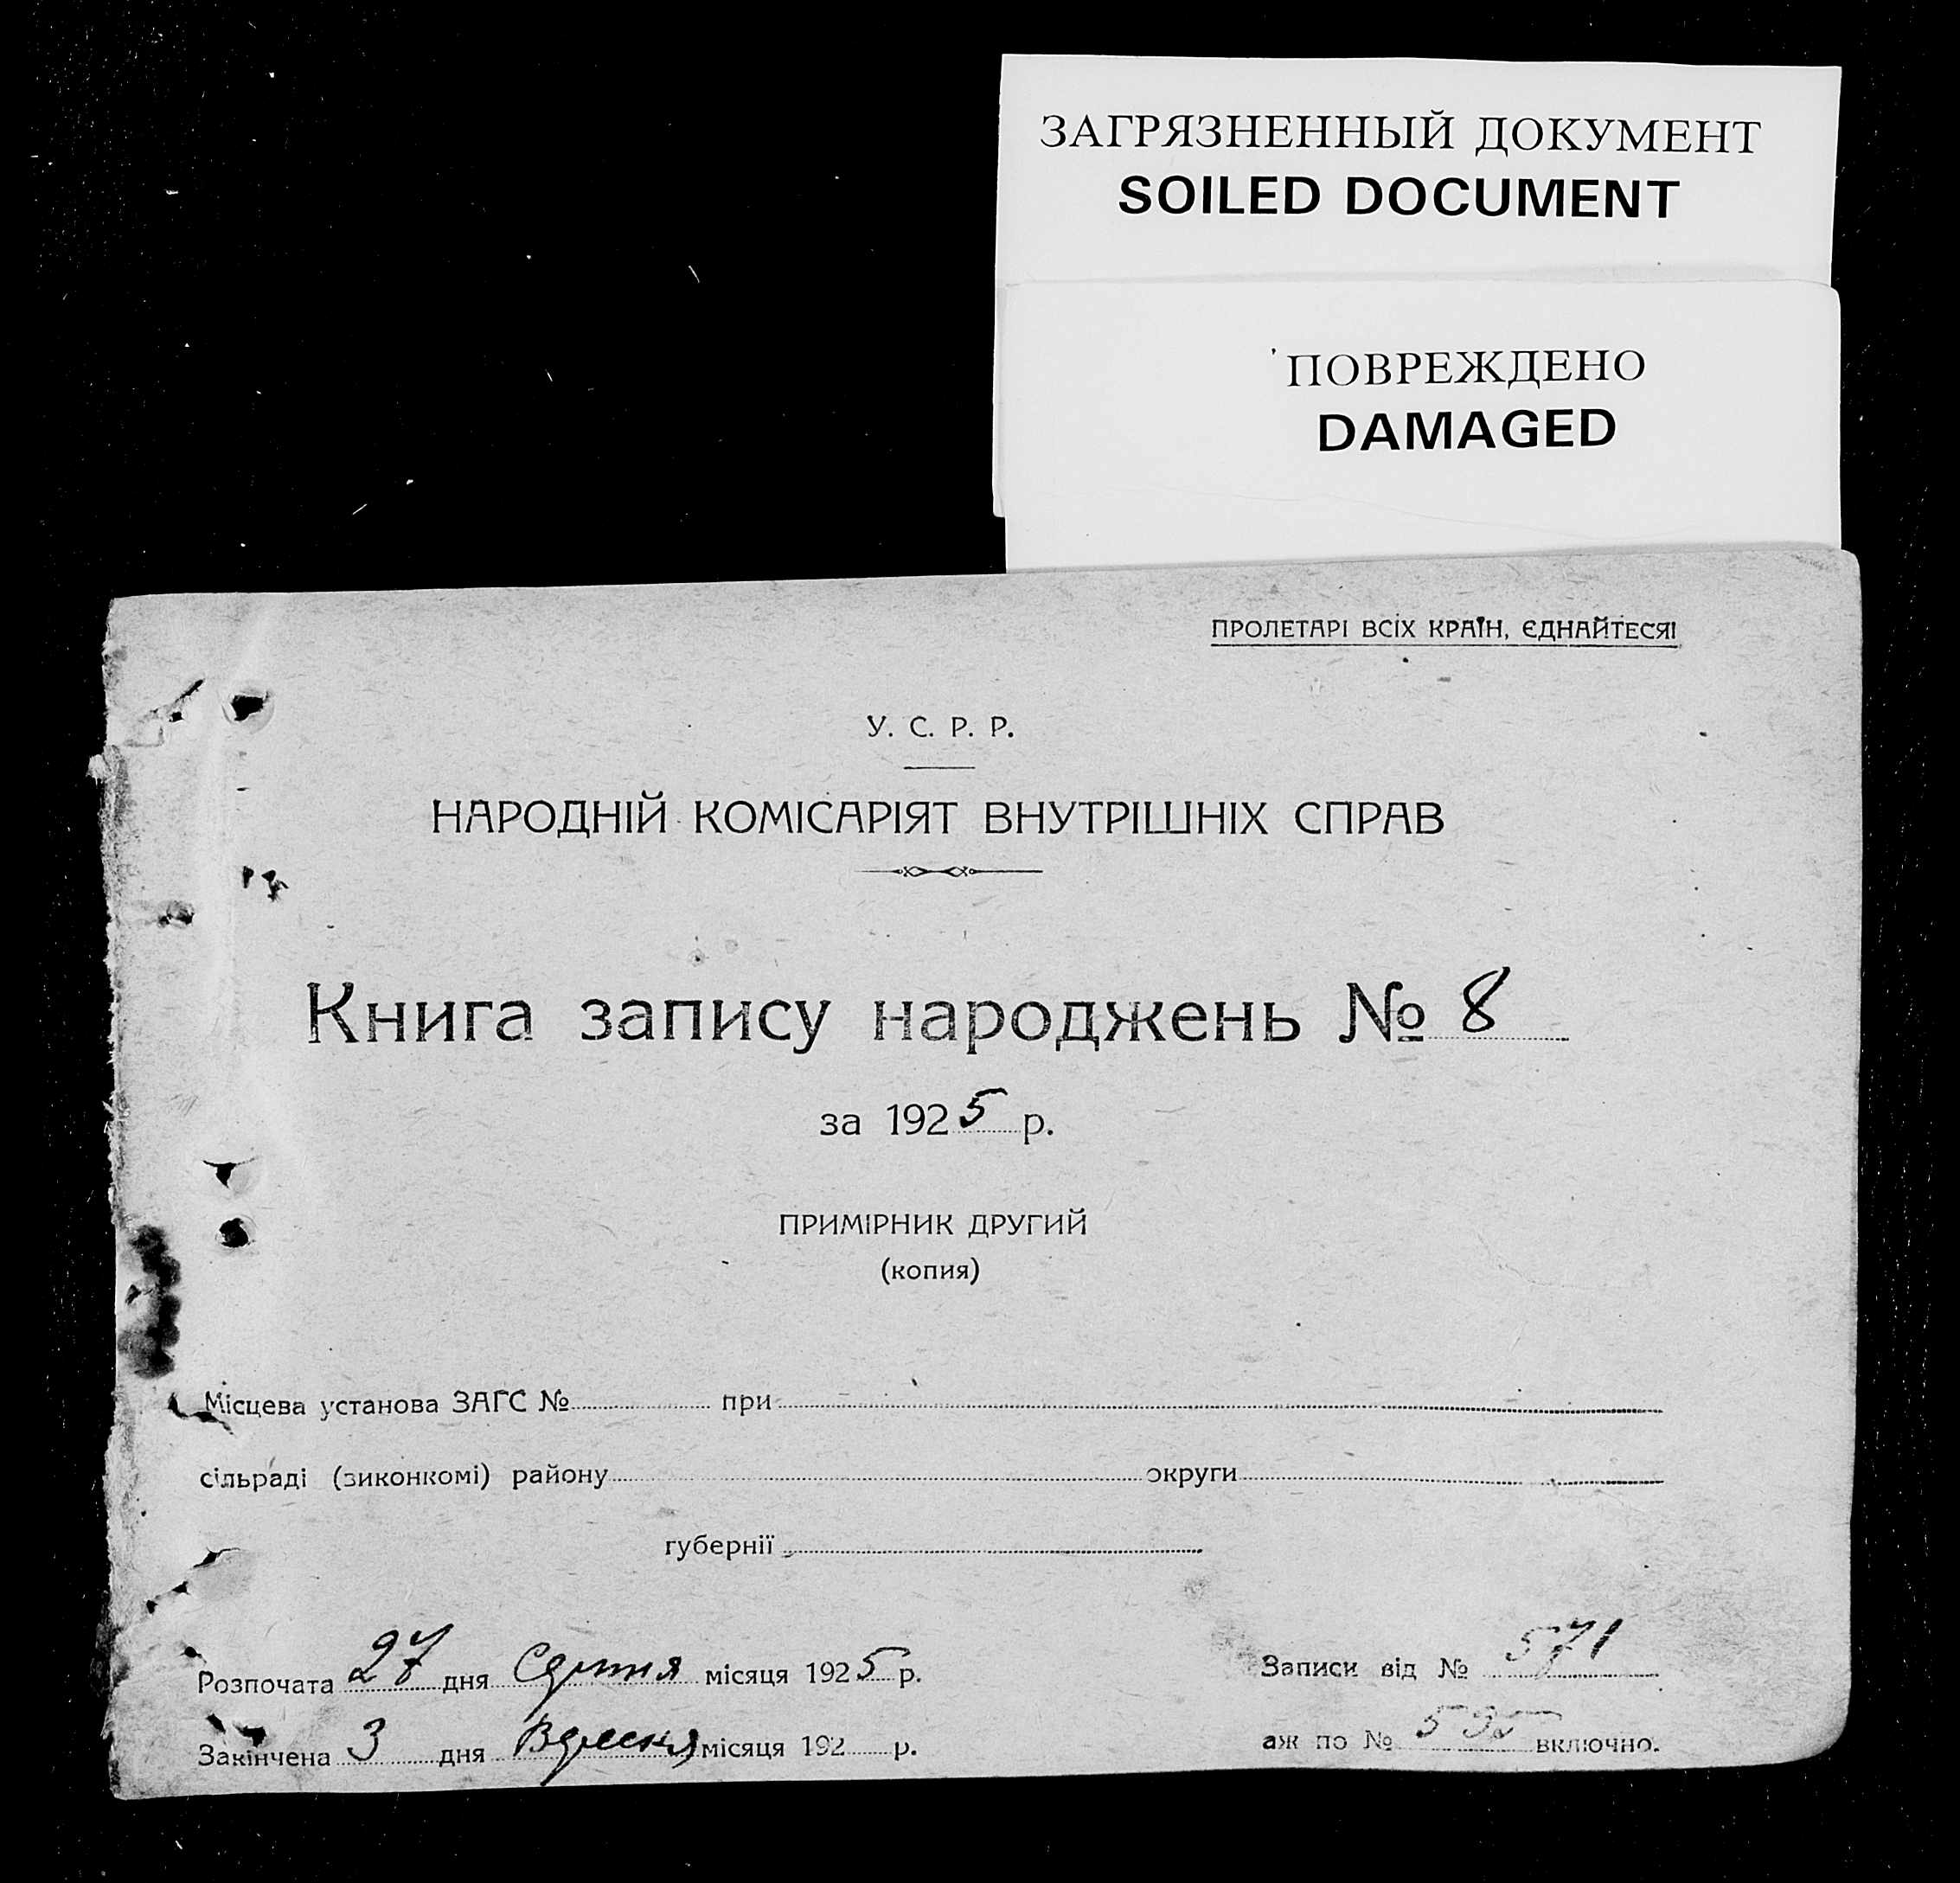 ЗАГРЯЗНЕННЫЙ ДОКУМЕНТ
SOILED DOCUMENT
ПОВРЕЖДЕНО
DAMAGED
ПРОЛЕТАРІ ВСІХ КРАЇН, ЄДНАЙТЕСЯ!
У. С. Р. Р.
НАРОДНІЙ КОМІСАРІЯТ ВНУТРІШНІХ СПРАВ
Книга запису народжень № 8
за 1925 р.
ПРИМІРНИК ДРУГИЙ
(копия)
Місцева установа ЗАГС № при
сільраді (виконкомі) району округи
губернії
Розпочата 27 дня Серпня місяця 1925 р.
Закінчена 3 дня Вересня місяця 192 р.
Записи від № 571
аж по № включно.